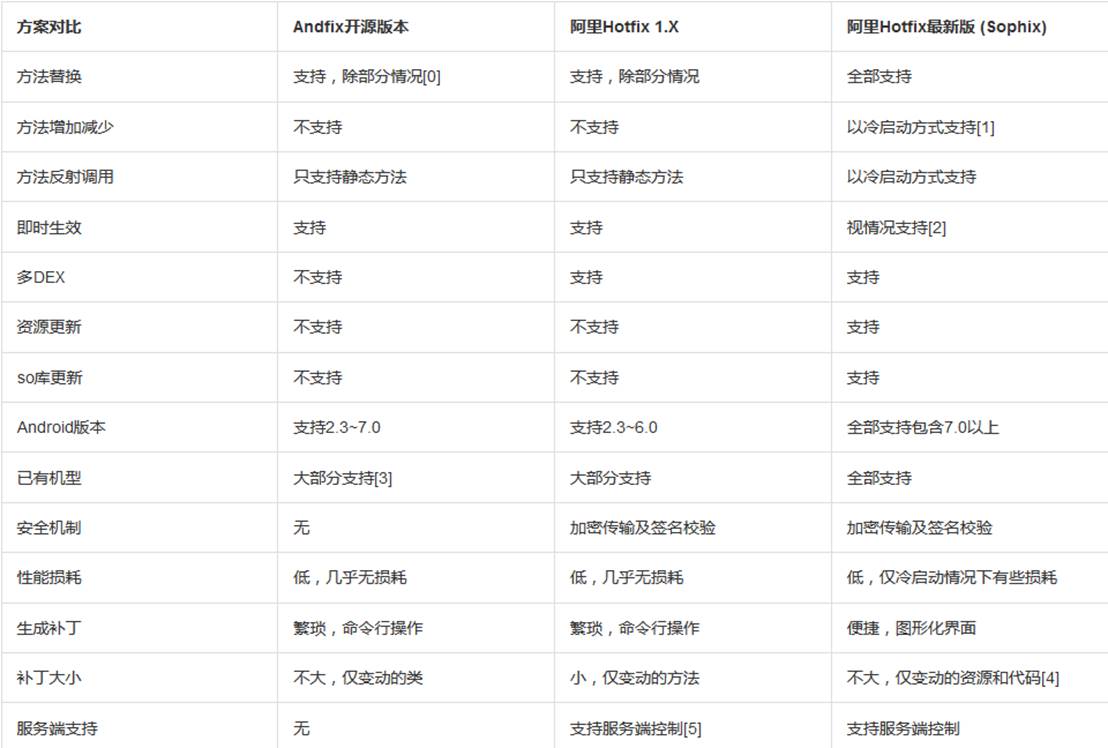 方案对比 Andfix开源版本 阿里Hotfix 1.X 阿里Hotfix最新版 (Sophix)
方法替换 支持，除部分情况[0] 支持，除部分情况 全部支持
方法增加减少 不支持 不支持 以冷启动方式支持[1]
方法反射调用 只支持静态方法 只支持静态方法 以冷启动方式支持
即时生效 支持 支持 视情况支持[2]
多DEX 不支持 支持 支持
资源更新 不支持 不支持 支持
so库更新 不支持 不支持 支持
Android版本 支持2.3~7.0 支持2.3~6.0 全部支持包含7.0以上
已有机型 大部分支持[3] 大部分支持 全部支持
安全机制 无 加密传输及签名校验 加密传输及签名校验
性能损耗 低，几乎无损耗 低，几乎无损耗 低，仅冷启动情况下有些损耗
生成补丁 繁琐，命令行操作 繁琐，命令行操作 便捷，图形化界面
补丁大小 不大，仅变动的类 小，仅变动的方法 不大，仅变动的资源和代码[4]
服务端支持 无 支持服务端控制[5] 支持服务端控制